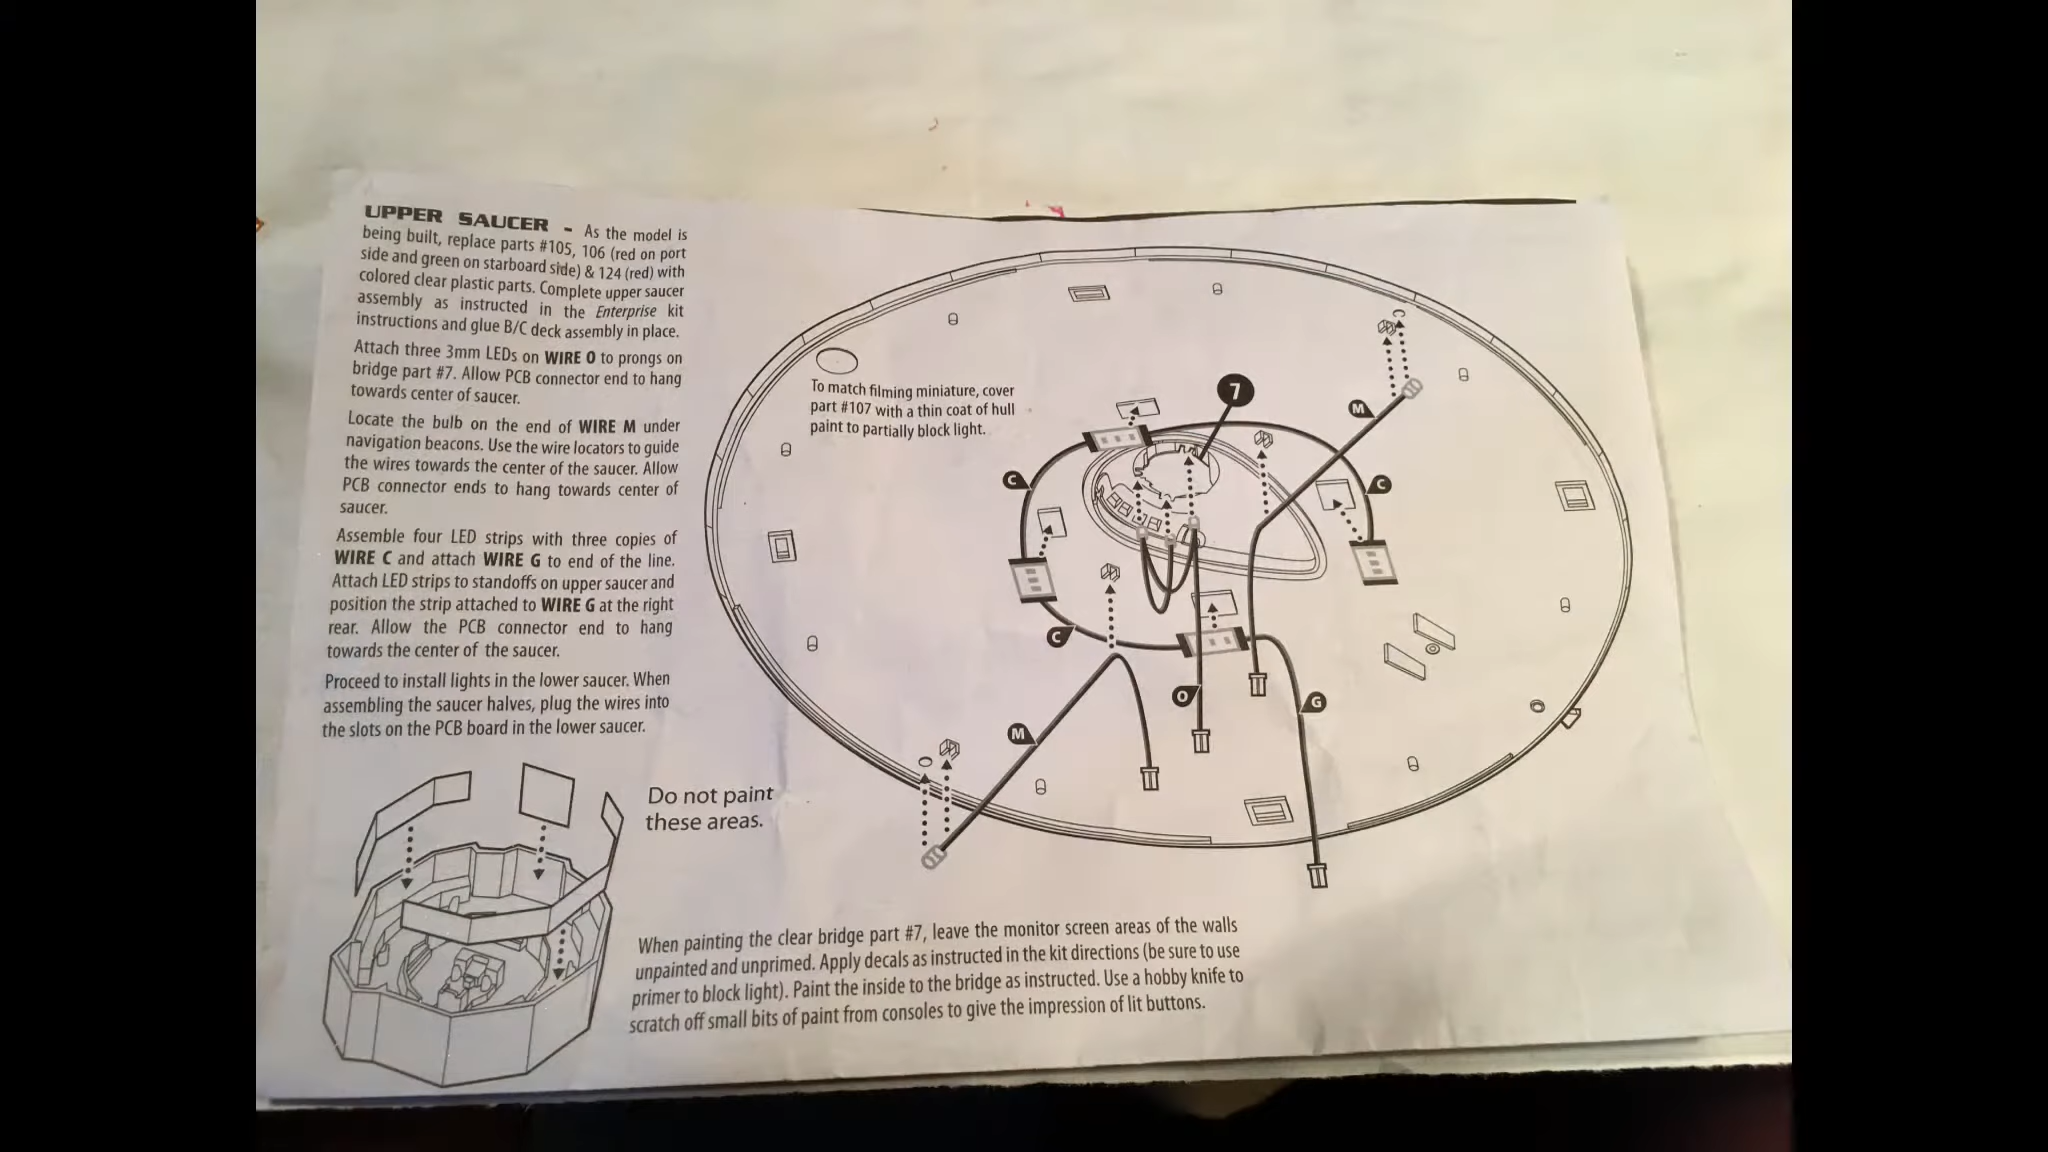 UPPER SAUCER - As the model is
being built, replace parts #105, 106 (red on port
side and green on starboard side) & 124 (red) with
colored clear plastic parts. Complete upper saucer
assembly as instructed in the Enterprise kit
instructions and glue B/C deck assembly in place.
Attach three 3mm LEDs on WIRE O to prongs on
bridge part #7. Allow PCB connector end to hang
towards center of saucer.
Locate the bulb on the end of WIRE M under
navigation beacons. Use the wire locators to guide
the wires towards the center of the saucer. Allow
PCB connector ends to hang towards center of
saucer.
Assemble four LED strips with three copies of
WIRE C and attach WIRE G to end of the line.
Attach LED strips to standoffs on upper saucer and
position the strip attached to WIRE G at the right
rear. Allow the PCB connector end to hang
towards the center of the saucer.
Proceed to install lights in the lower saucer. When
assembling the saucer halves, plug the wires into
the slots on the PCB board in the lower saucer.
To match filming miniature, cover
part #107 with a thin coat of hull
paint to partially block light.
7
M
C
C
C
O
G
M
Do not paint
these areas.
When painting the clear bridge part #7, leave the monitor screen areas of the walls
unpainted and unprimed. Apply decals as instructed in the kit directions (be sure to use
primer to block light). Paint the inside to the bridge as instructed. Use a hobby knife to
scratch off small bits of paint from consoles to give the impression of lit buttons.